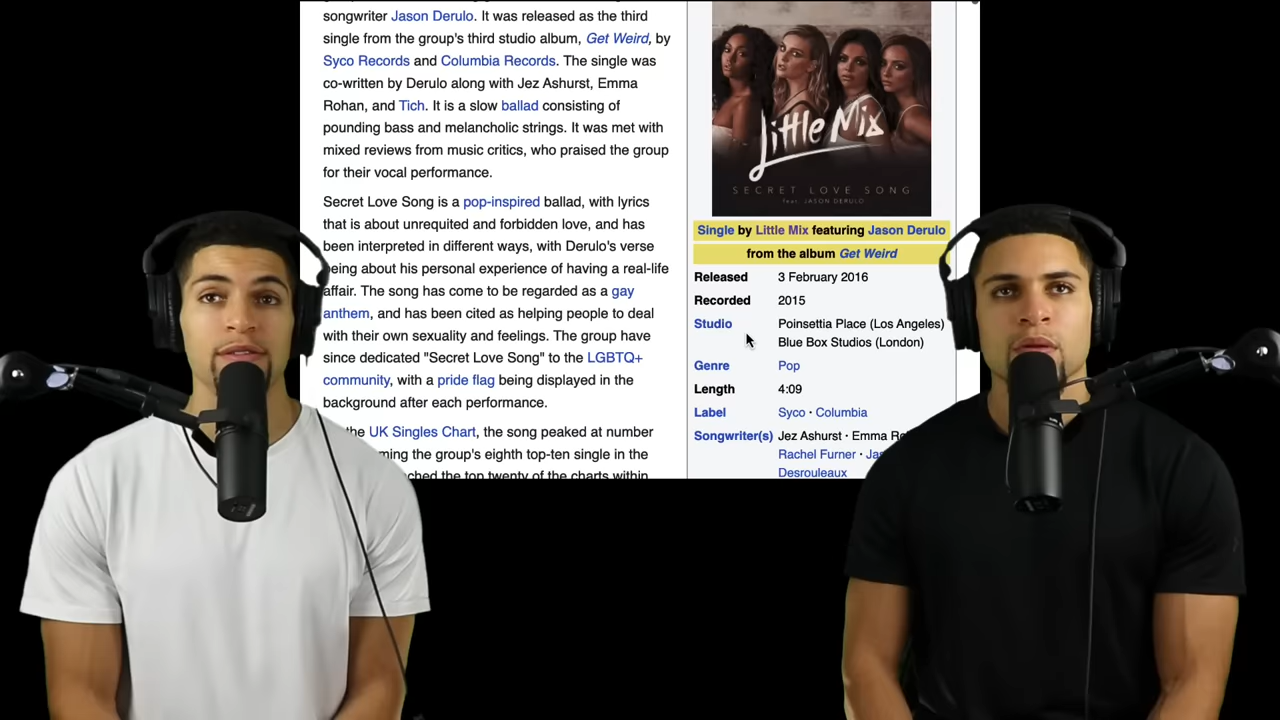 songwriter Jason Derulo. It was released as the third
single from the group's third studio album, Get Weird, by
Syco Records and Columbia Records. The single was
co-written by Derulo along with Jez Ashurst, Emma
Rohan, and Tich. It is a slow ballad consisting of
pounding bass and melancholic strings. It was met with
mixed reviews from music critics, who praised the group
for their vocal performance.
Secret Love Song is a pop-inspired ballad, with lyrics
that is about unrequited and forbidden love, and has
been interpreted in different ways, with Derulo's verse
being about his personal experience of having a real-life
affair. The song has come to be regarded as a gay
anthem, and has been cited as helping people to deal
with their own sexuality and feelings. The group have
since dedicated "Secret Love Song" to the LGBTQ+
community, with a pride flag being displayed in the
background after each performance.
the UK Singles Chart, the song peaked at number
ming the group's eighth top-ten single in the
ched the top twenty of the charts within
Little Mix
SECRET LOVE SONG
feat. JASON DERULO
Single by Little Mix featuring Jason Derulo
from the album Get Weird
Released 3 February 2016
Recorded 2015
Studio Poinsettia Place (Los Angeles)
Blue Box Studios (London)
Genre Pop
Length 4:09
Label Syco · Columbia
Songwriter(s) Jez Ashurst · Emma Ro
Rachel Furner · Ja
Desrouleaux